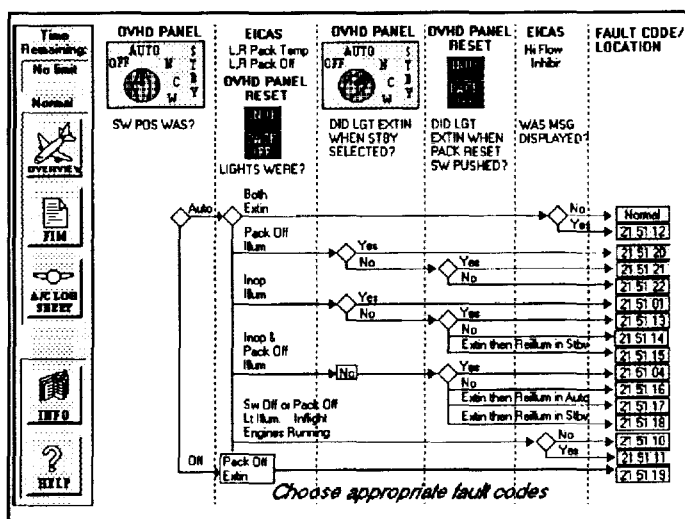 Time
Remaining:
No limit
Normal
OVERVIEW
FIM
A/C LOG
SHEET
INFO
HELP
OVHD PANEL
AUTO
OFF
N
C
W
S
T
B
Y
SW POS WAS?
EICAS
L,R Pack Temp
L,R Pack Off
OVHD PANEL
RESET
INOP
PACK
OFF
LIGHTS WERE?
OVHD PANEL
AUTO
OFF
N
C
W
S
T
B
Y
DID LGT EXTIN
WHEN STBY
SELECTED?
OVHD PANEL
RESET
DID LGT
EXTIN WHEN
PACK RESET
SW PUSHED?
EICAS
Hi Flow
Inhibr
WAS MSG
DISPLAYED?
FAULT CODE/
LOCATION
Auto
Both
Extin
No
Normal
Yes
21 51 12
Pack Off
Illum
Yes
21 51 20
No
Yes
21 51 21
No
21 51 22
Inop
Illum
Yes
21 51 01
No
Yes
21 51 13
No
21 51 14
Extin then Reillum in Stby
21 51 15
Inop &
Pack Off
Illum
No
Yes
21 51 04
No
21 51 16
Extin then Reillum in Auto
21 51 17
Extin then Reillum in Stby
21 51 18
Sw Off or Pack Off
Lt Illum. Inflight
Engines Running
No
21 51 10
Yes
21 51 11
Off
Pack Off
Extin
21 51 19
Choose appropriate fault codes